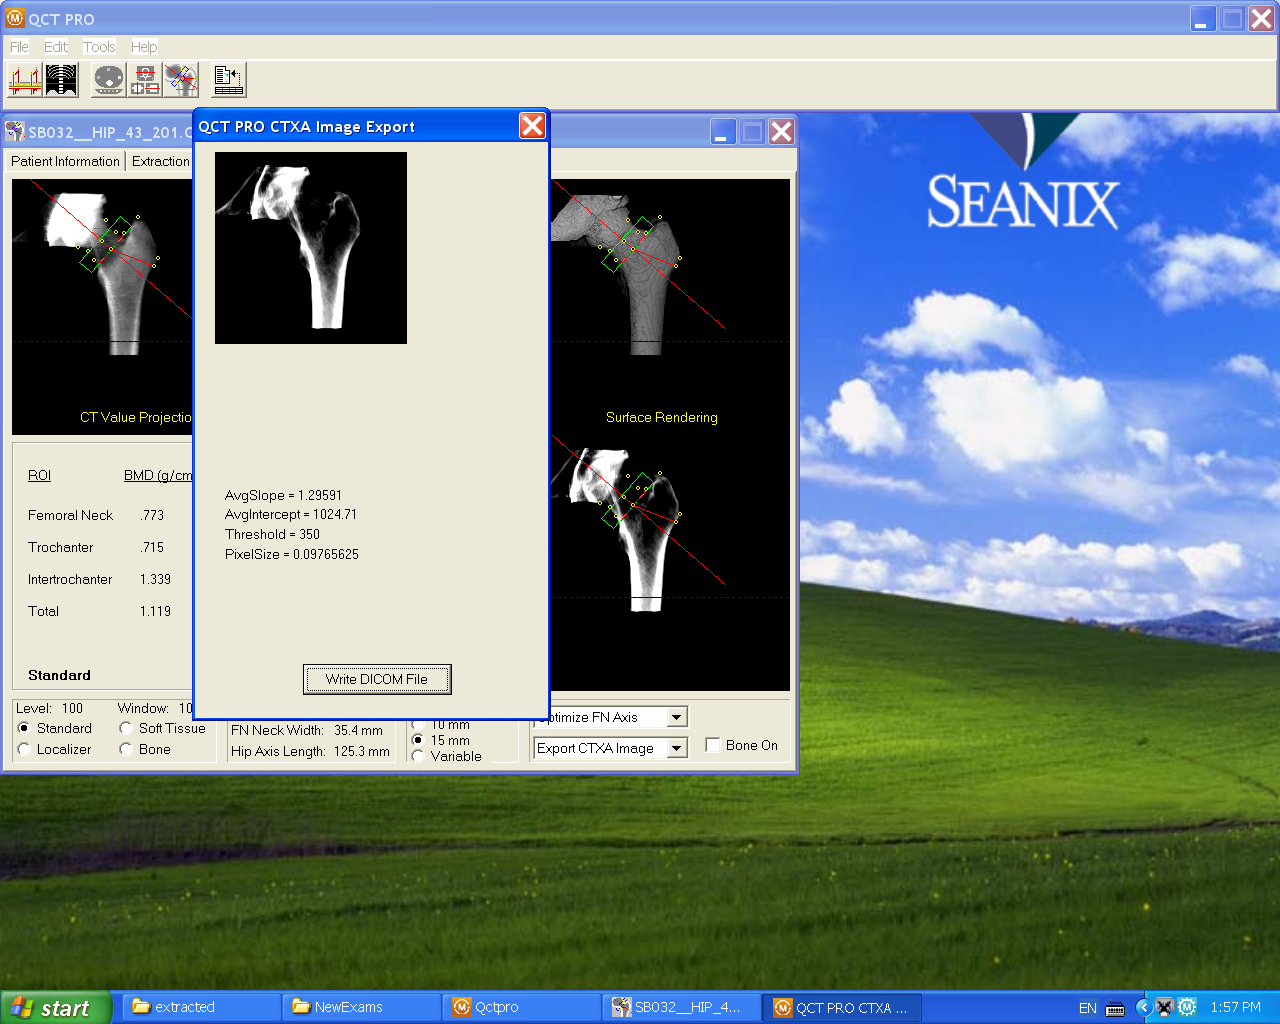 QCT PRO
File Edit Tools Help
SB032__HIP_43_201.
QCT PRO CTXA Image Export
Patient Information Extraction
SEANIX
CT Value Projectio
Surface Rendering
ROI BMD (g/cm
Femoral Neck .773
Trochanter .715
Intertrochanter 1.339
Total 1.119
Standard
AvgSlope = 1.29591
AvgIntercept = 1024.71
Threshold = 350
PixelSize = 0.09765625
Write DICOM File
Level: 100 Window: 10
Standard Soft Tissue
Localizer Bone
FN Neck Width: 35.4 mm
Hip Axis Length: 125.3 mm
10 mm
15 mm
Variable
ptimize FN Axis
Export CTXA Image
Bone On
start extracted NewExams Qctpro SB032__HIP_4... QCT PRO CTXA ... EN 1:57 PM